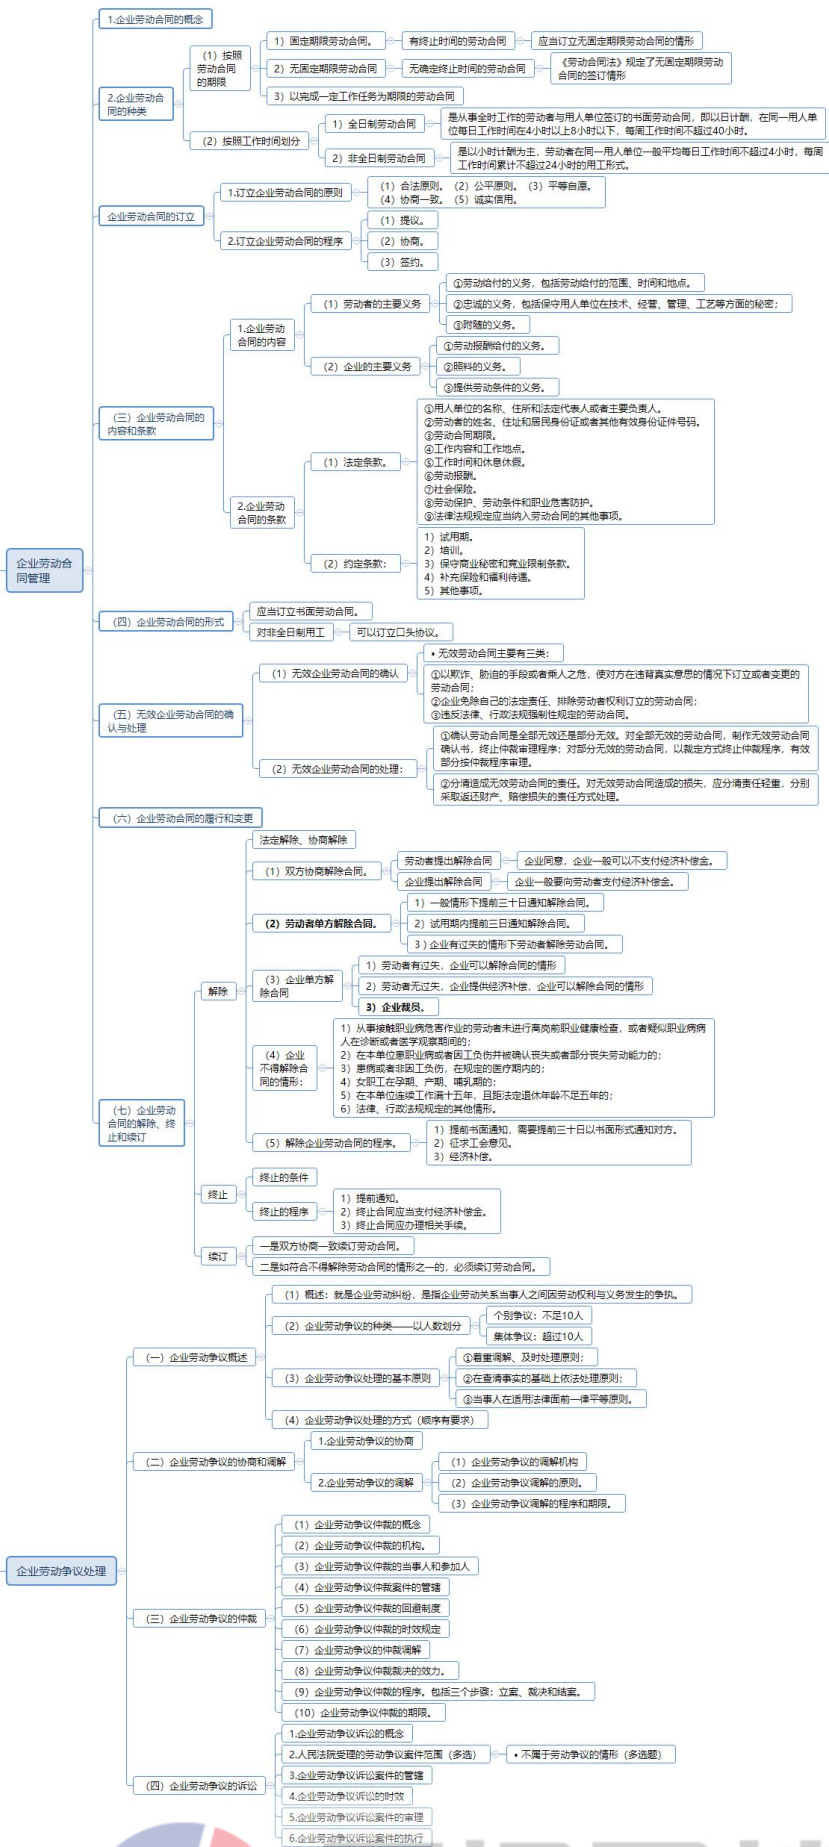 企业劳动合
同管理
1.企业劳动合同的概念
2.企业劳动合
同的种类
（1）按照
劳动合同
的期限
1）固定期限劳动合同。
有终止时间的劳动合同
应当订立无固定期限劳动合同的情形
2）无固定期限劳动合同
无确定终止时间的劳动合同
《劳动合同法》规定了无固定期限劳动
合同的签订情形
3）以完成一定工作任务为期限的劳动合同
（2）按照工作时间划分
1）全日制劳动合同
是从事全时工作的劳动者与用人单位签订的书面劳动合同，即以日计酬，在同一用人单
位每日工作时间在4小时以上8小时以下，每周工作时间不超过40小时。
2）非全日制劳动合同
是以小时计酬为主，劳动者在同一用人单位一般平均每日工作时间不超过4小时，每周
工作时间累计不超过24小时的用工形式。
企业劳动合同的订立
1.订立企业劳动合同的原则
（1）合法原则。（2）公平原则。（3）平等自愿。
（4）协商一致。（5）诚实信用。
2.订立企业劳动合同的程序
（1）提议。
（2）协商。
（3）签约。
（三）企业劳动合同的
内容和条款
1.企业劳动
合同的内容
（1）劳动者的主要义务
①劳动给付的义务，包括劳动给付的范围、时间和地点。
②忠诚的义务，包括保守用人单位在技术、经营、管理、工艺等方面的秘密；
③附随的义务。
（2）企业的主要义务
①劳动报酬给付的义务。
②照料的义务。
③提供劳动条件的义务。
2.企业劳动
合同的条款
（1）法定条款。
①用人单位的名称、住所和法定代表人或者主要负责人。
②劳动者的姓名、住址和居民身份证或者其他有效身份证件号码。
③劳动合同期限。
④工作内容和工作地点。
⑤工作时间和休息休假。
⑥劳动报酬。
⑦社会保险。
⑧劳动保护、劳动条件和职业危害防护。
⑨法律法规规定应当纳入劳动合同的其他事项。
（2）约定条款：
1）试用期。
2）培训。
3）保守商业秘密和竞业限制条款。
4）补充保险和福利待遇。
5）其他事项。
（四）企业劳动合同的形式
应当订立书面劳动合同。
对非全日制用工
可以订立口头协议。
（五）无效企业劳动合同的确
认与处理
（1）无效企业劳动合同的确认
• 无效劳动合同主要有三类：
①以欺诈、胁迫的手段或者乘人之危，使对方在违背真实意思的情况下订立或者变更的
劳动合同；
②企业免除自己的法定责任、排除劳动者权利订立的劳动合同；
③违反法律、行政法规强制性规定的劳动合同。
（2）无效企业劳动合同的处理：
①确认劳动合同是全部无效还是部分无效。对全部无效的劳动合同，制作无效劳动合同
确认书，终止仲裁审理程序；对部分无效的劳动合同，以裁定方式终止仲裁程序，有效
部分按仲裁程序审理。
②分清造成无效劳动合同的责任。对无效劳动合同造成的损失，应分清责任轻重，分别
采取返还财产、赔偿损失的责任方式处理。
（六）企业劳动合同的履行和变更
（七）企业劳动
合同的解除、终
止和续订
解除
法定解除、协商解除
（1）双方协商解除合同。
劳动者提出解除合同
企业同意，企业一般可以不支付经济补偿金。
企业提出解除合同
企业一般要向劳动者支付经济补偿金。
（2）劳动者单方解除合同。
1）一般情形下提前三十日通知解除合同。
2）试用期内提前三日通知解除合同。
3）企业有过失的情形下劳动者解除劳动合同。
（3）企业单方解
除合同
1）劳动者有过失，企业可以解除合同的情形
2）劳动者无过失，企业提供经济补偿，企业可以解除合同的情形
3）企业裁员。
（4）企业
不得解除合
同的情形：
1）从事接触职业病危害作业的劳动者未进行离岗前职业健康检查，或者疑似职业病病
人在诊断或者医学观察期间的；
2）在本单位患职业病或者因工负伤并被确认丧失或者部分丧失劳动能力的；
3）患病或者非因工负伤，在规定的医疗期内的；
4）女职工在孕期、产期、哺乳期的；
5）在本单位连续工作满十五年，且距法定退休年龄不足五年的；
6）法律、行政法规规定的其他情形。
（5）解除企业劳动合同的程序。
1）提前书面通知，需要提前三十日以书面形式通知对方。
2）征求工会意见。
3）经济补偿。
终止
终止的条件
终止的程序
1）提前通知。
2）终止合同应当支付经济补偿金。
3）终止合同应办理相关手续。
续订
一是双方协商一致续订劳动合同。
二是如符合不得解除劳动合同的情形之一的，必须续订劳动合同。
企业劳动争议处理
（一）企业劳动争议概述
（1）概述：就是企业劳动纠纷，是指企业劳动关系当事人之间因劳动权利与义务发生的争执。
（2）企业劳动争议的种类——以人数划分
个别争议：不足10人
集体争议：超过10人
（3）企业劳动争议处理的基本原则
①着重调解、及时处理原则；
②在查清事实的基础上依法处理原则；
③当事人在适用法律面前一律平等原则。
（4）企业劳动争议处理的方式（顺序有要求）
（二）企业劳动争议的协商和调解
1.企业劳动争议的协商
2.企业劳动争议的调解
（1）企业劳动争议的调解机构
（2）企业劳动争议调解的原则。
（3）企业劳动争议调解的程序和期限。
（三）企业劳动争议的仲裁
（1）企业劳动争议仲裁的概念
（2）企业劳动争议仲裁的机构。
（3）企业劳动争议仲裁的当事人和参加人
（4）企业劳动争议仲裁案件的管辖
（5）企业劳动争议仲裁的回避制度
（6）企业劳动争议仲裁的时效规定
（7）企业劳动争议的仲裁调解
（8）企业劳动争议仲裁裁决的效力。
（9）企业劳动争议仲裁的程序。包括三个步骤：立案、裁决和结案。
（10）企业劳动争议仲裁的期限。
（四）企业劳动争议的诉讼
1.企业劳动争议诉讼的概念
2.人民法院受理的劳动争议案件范围（多选）
• 不属于劳动争议的情形（多选题）
3.企业劳动争议诉讼案件的管辖
4.企业劳动争议诉讼的时效
5.企业劳动争议诉讼案件的审理
6.企业劳动争议诉讼案件的执行